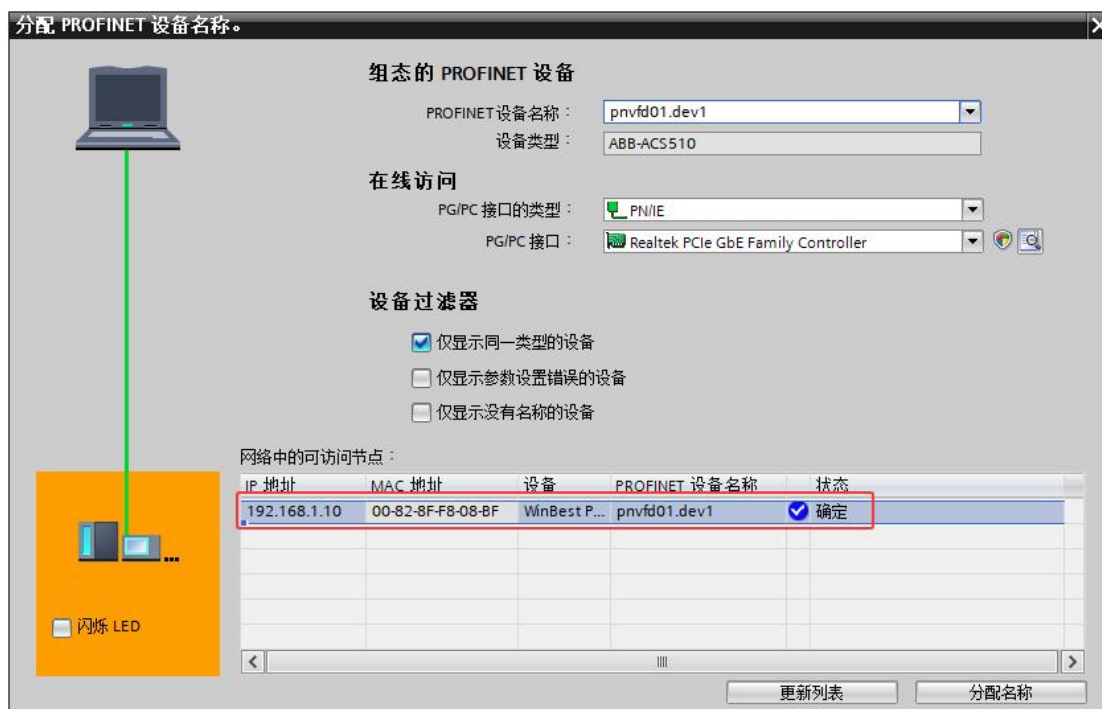 分配 PROFINET 设备名称。
组态的 PROFINET 设备
PROFINET设备名称： pnvfd01.dev1
设备类型： ABB-ACS510
在线访问
PG/PC 接口的类型： PN/IE
PG/PC 接口： Realtek PCIe GbE Family Controller
设备过滤器
仅显示同一类型的设备
仅显示参数设置错误的设备
仅显示没有名称的设备
网络中的可访问节点：
IP 地址 MAC 地址 设备 PROFINET 设备名称 状态
192.168.1.10 00-82-8F-F8-08-BF WinBest P... pnvfd01.dev1 确定
闪烁 LED
更新列表 分配名称